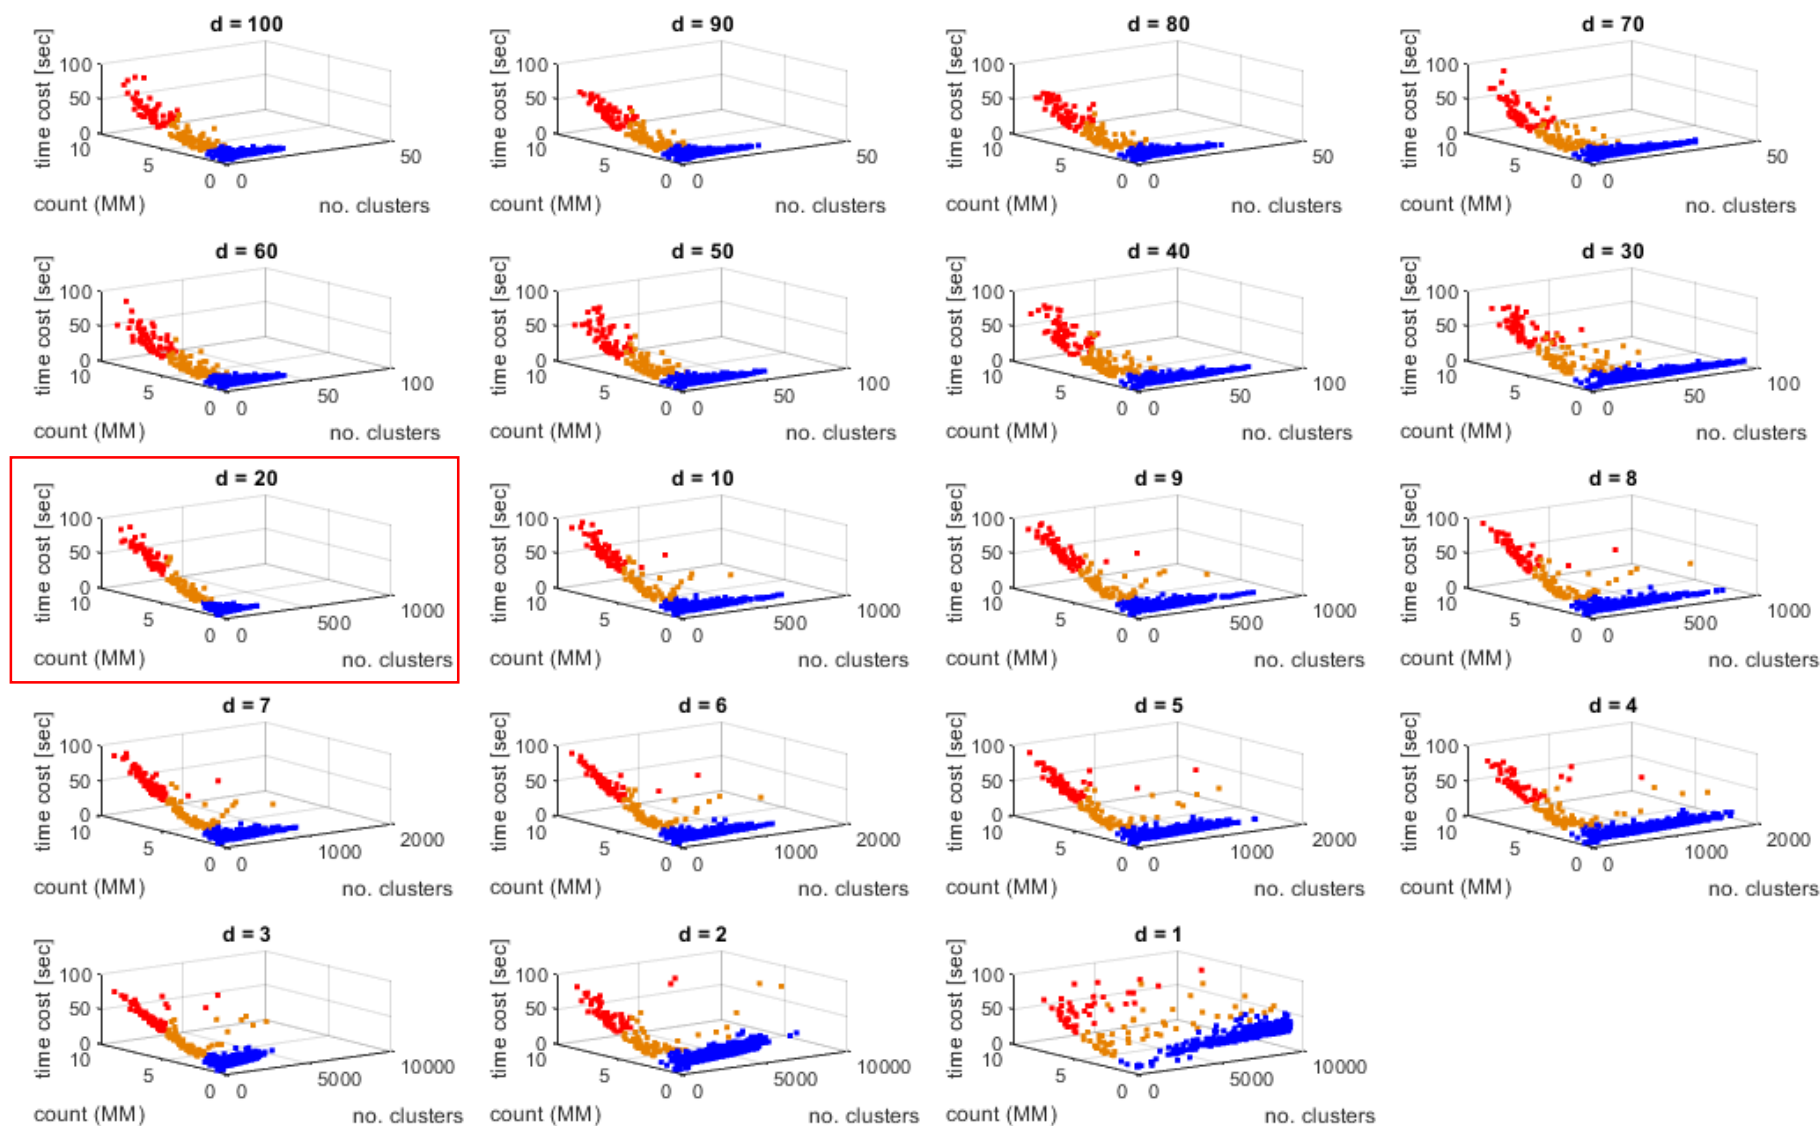 d = 100
time cost [sec]
100
50
0
10
5
0
0
50
count (MM)
no. clusters
d = 90
time cost [sec]
100
50
0
10
5
0
0
50
count (MM)
no. clusters
d = 80
time cost [sec]
100
50
0
10
5
0
0
50
count (MM)
no. clusters
d = 70
time cost [sec]
100
50
0
10
5
0
0
50
count (MM)
no. clusters
d = 60
time cost [sec]
100
50
0
10
5
0
0
50
100
count (MM)
no. clusters
d = 50
time cost [sec]
100
50
0
10
5
0
0
50
100
count (MM)
no. clusters
d = 40
time cost [sec]
100
50
0
10
5
0
0
50
100
count (MM)
no. clusters
d = 30
time cost [sec]
100
50
0
10
5
0
0
50
100
count (MM)
no. clusters
d = 20
time cost [sec]
100
50
0
10
5
0
0
500
1000
count (MM)
no. clusters
d = 10
time cost [sec]
100
50
0
10
5
0
0
500
1000
count (MM)
no. clusters
d = 9
time cost [sec]
100
50
0
10
5
0
0
500
1000
count (MM)
no. clusters
d = 8
time cost [sec]
100
50
0
10
5
0
0
500
1000
count (MM)
no. clusters
d = 7
time cost [sec]
100
50
0
10
5
0
0
1000
2000
count (MM)
no. clusters
d = 6
time cost [sec]
100
50
0
10
5
0
0
1000
2000
count (MM)
no. clusters
d = 5
time cost [sec]
100
50
0
10
5
0
0
1000
2000
count (MM)
no. clusters
d = 4
time cost [sec]
100
50
0
10
5
0
0
1000
2000
count (MM)
no. clusters
d = 3
time cost [sec]
100
50
0
10
5
0
0
5000
10000
count (MM)
no. clusters
d = 2
time cost [sec]
100
50
0
10
5
0
0
5000
10000
count (MM)
no. clusters
d = 1
time cost [sec]
100
50
0
10
5
0
0
5000
10000
count (MM)
no. clusters